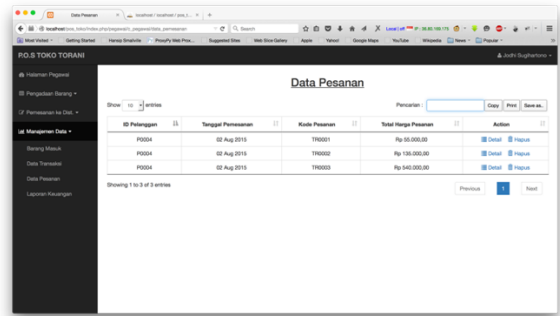 Data Pesanan
localhost / localhost / pos_t...
localhost/pos_toko/index.php/pegawai/c_pegawai/data_pemesanan
Search
Most Visited
Getting Started
Hansip Smalville
ProxyFy Web Prox...
Suggested Sites
Web Slice Gallery
Apple
Yahoo!
Google Maps
YouTube
Wikipedia
News
Popular
P.O.S TOKO TORANI
Jodhi Sugihartono
Halaman Pegawai
Pengadaan Barang
Pemesanan ke Dist.
Manajemen Data
Barang Masuk
Data Transaksi
Data Pesanan
Laporan Keuangan
Data Pesanan
Show 10 entries
Pencarian :
Copy Print Save as..
ID Pelanggan Tanggal Pemesanan Kode Pesanan Total Harga Pesanan Action
P0004 02 Aug 2015 TR0001 Rp 55.000,00 Detail Hapus
P0004 02 Aug 2015 TR0002 Rp 135.000,00 Detail Hapus
P0004 02 Aug 2015 TR0003 Rp 540.000,00 Detail Hapus
Showing 1 to 3 of 3 entries
Previous 1 Next